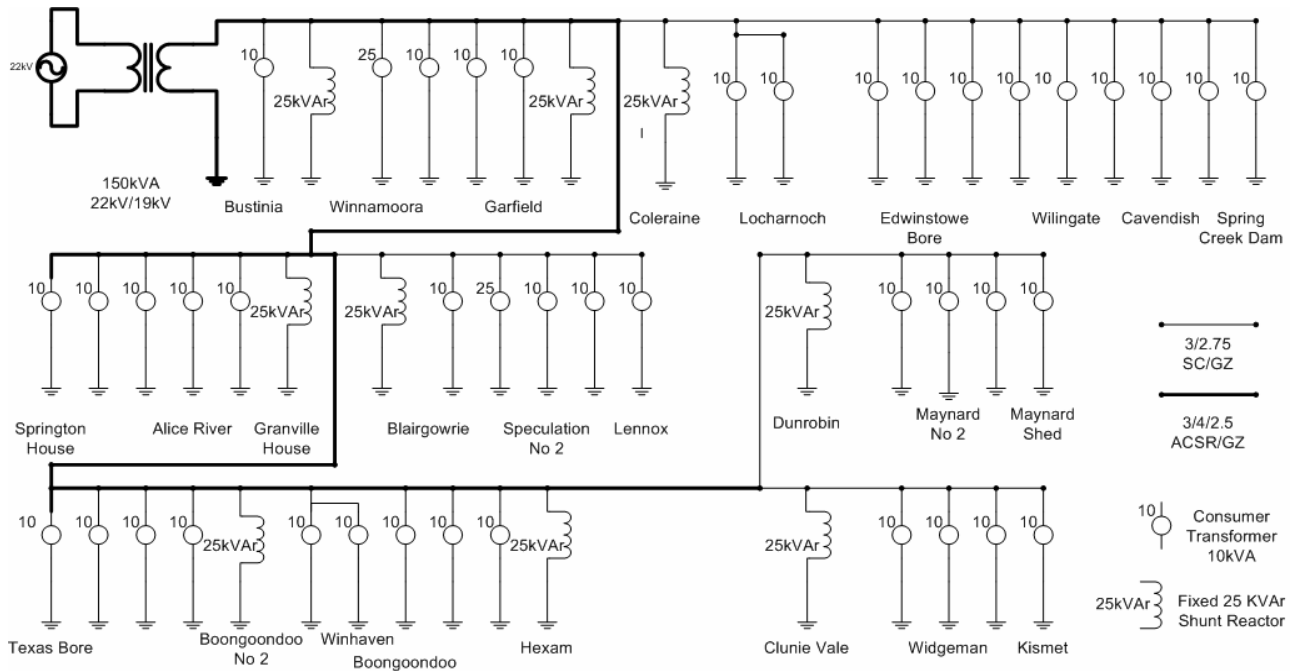 22kV
150kVA
22kV/19kV
10
25kVAr
25
10
10
10
25kVAr
25kVAr
I
10
10
10
10
10
10
10
10
10
10
10
Bustinia
Winnamoora
Garfield
Coleraine
Locharnoch
Edwinstowe
Bore
Wilingate
Cavendish
Spring
Creek Dam
10
10
10
10
10
25kVAr
25kVAr
10
25
10
10
10
25kVAr
10
10
10
10
Springton
House
Alice River
Granville
House
Blairgowrie
Speculation
No 2
Lennox
Dunrobin
Maynard
No 2
Maynard
Shed
3/2.75
SC/GZ
3/4/2.5
ACSR/GZ
10
10
10
10
25kVAr
10
10
10
10
10
25kVAr
25kVAr
10
10
10
10
Texas Bore
Boongoondoo
No 2
Winhaven
Boongoondoo
Hexam
Clunie Vale
Widgeman
Kismet
10
Consumer
Transformer
10kVA
25kVAr
Fixed 25 KVAr
Shunt Reactor